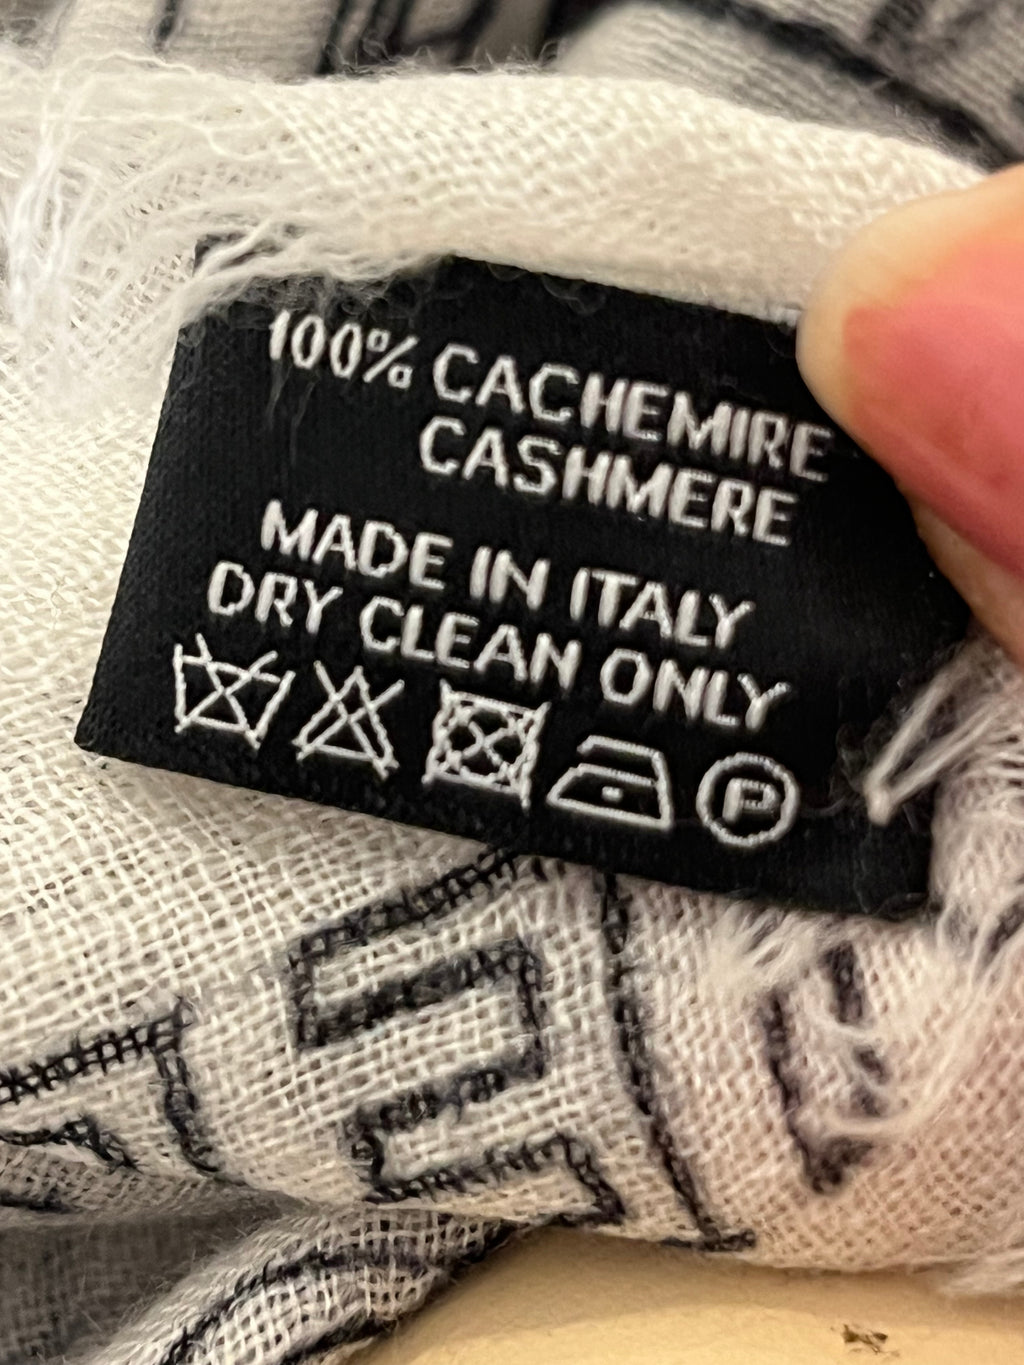 100% CACHEMIRE
CASHMERE
MADE IN ITALY
DRY CLEAN ONLY
P